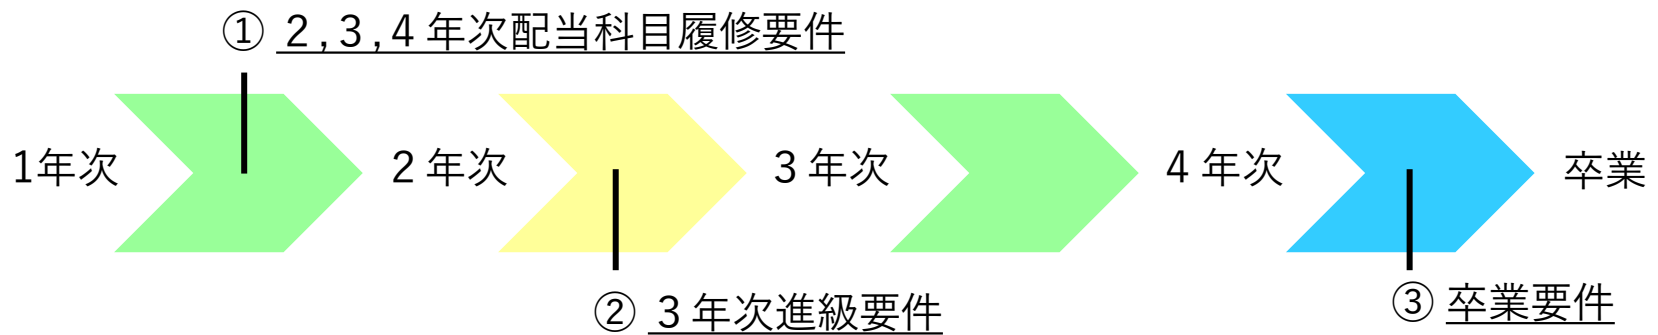 ① 2,3,4年次配当科目履修要件
1年次
2年次
3年次
4年次
卒業
② 3年次進級要件
③ 卒業要件